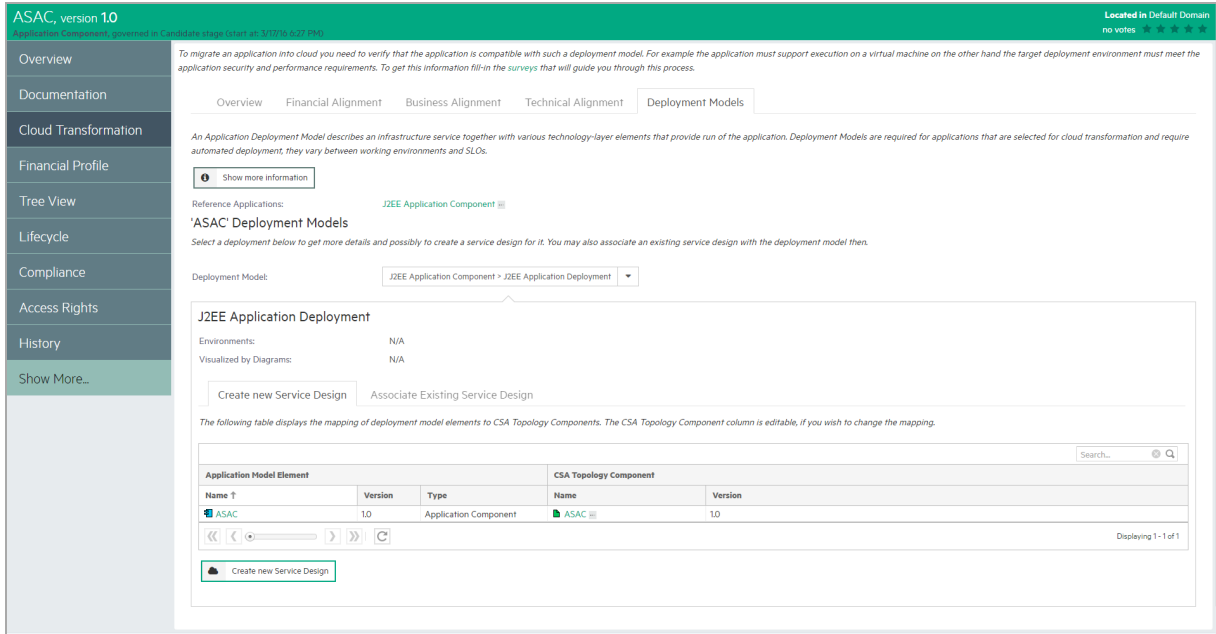 ASAC, version 1.0
Located in Default Domain
Application Component, governed in Candidate stage (start at: 3/17/16 6:27 PM)
no votes
Overview
Documentation
Cloud Transformation
Financial Profile
Tree View
Lifecycle
Compliance
Access Rights
History
Show More...
To migrate an application into cloud you need to verify that the application is compatible with such a deployment model. For example the application must support execution on a virtual machine on the other hand the target deployment environment must meet the
application security and performance requirements. To get this information fill-in the surveys that will guide you through this process.
Overview Financial Alignment Business Alignment Technical Alignment Deployment Models
An Application Deployment Model describes an infrastructure service together with various technology-layer elements that provide run of the application. Deployment Models are required for applications that are selected for cloud transformation and require
automated deployment, they vary between working environments and SLOs.
Show more information
Reference Applications: J2EE Application Component
'ASAC' Deployment Models
Select a deployment below to get more details and possibly to create a service design for it. You may also associate an existing service design with the deployment model then.
Deployment Model: J2EE Application Component > J2EE Application Deployment
J2EE Application Deployment
Environments: N/A
Visualized by Diagrams: N/A
Create new Service Design Associate Existing Service Design
The following table displays the mapping of deployment model elements to CSA Topology Components. The CSA Topology Component column is editable, if you wish to change the mapping.
Search...
Application Model Element CSA Topology Component
Name ↑ Version Type Name Version
ASAC 1.0 Application Component ASAC 1.0
Displaying 1 - 1 of 1
Create new Service Design